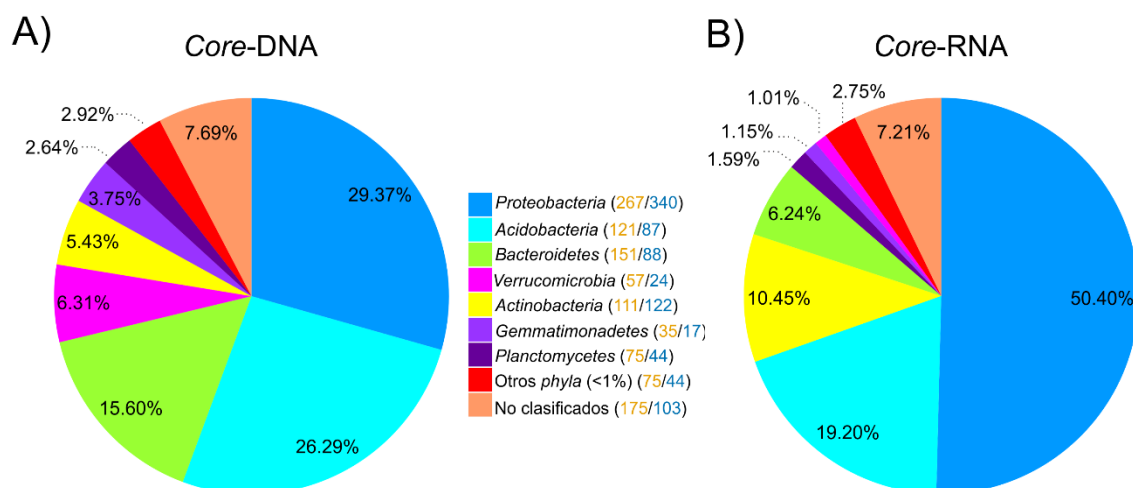 A)
Core-DNA
2.92%
7.69%
2.64%
3.75%
29.37%
5.43%
6.31%
15.60%
26.29%
Proteobacteria (267/340)
Acidobacteria (121/87)
Bacteroidetes (151/88)
Verrucomicrobia (57/24)
Actinobacteria (111/122)
Gemmatimonadetes (35/17)
Planctomycetes (75/44)
Otros phyla (<1%) (75/44)
No clasificados (175/103)
B)
Core-RNA
1.01%
2.75%
1.15%
7.21%
1.59%
6.24%
10.45%
50.40%
19.20%